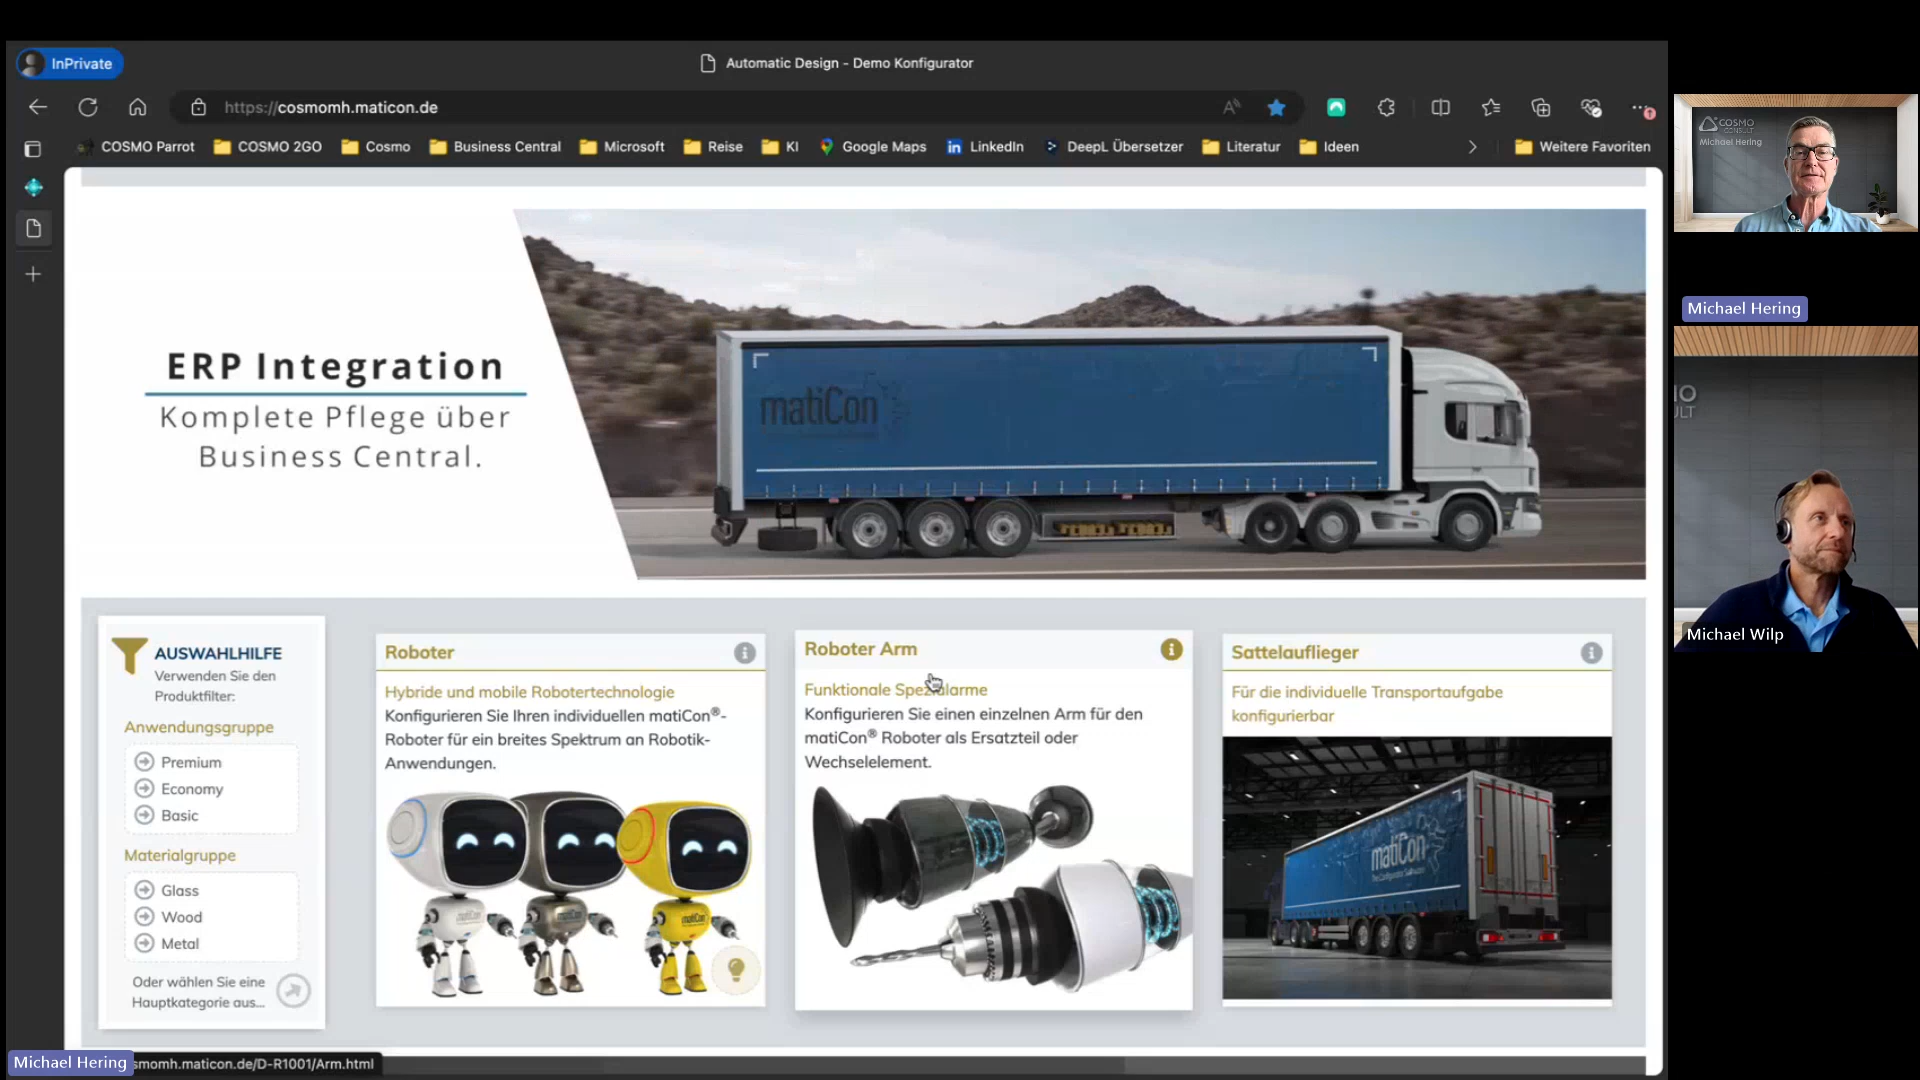 InPrivate
Automatic Design - Demo Konfigurator
https://cosmomh.maticon.de
COSMO Parrot
COSMO 2GO
Cosmo
Business Central
Microsoft
Reise
KI
Google Maps
LinkedIn
DeepL Übersetzer
Literatur
Ideen
Weitere Favoriten
ERP Integration
Komplete Pflege über
Business Central.
matiCon
AUSWAHLHILFE
Verwenden Sie den
Produktfilter:
Anwendungsgruppe
Premium
Economy
Basic
Materialgruppe
Glass
Wood
Metal
Oder wählen Sie eine
Hauptkategorie aus...
Roboter
Hybride und mobile Robotertechnologie
Konfigurieren Sie Ihren individuellen matiCon®-
Roboter für ein breites Spektrum an Robotik-
Anwendungen.
Roboter Arm
Funktionale Spezialarme
Konfigurieren Sie einen einzelnen Arm für den
matiCon® Roboter als Ersatzteil oder
Wechselelement.
Sattelauflieger
Für die individuelle Transportaufgabe
konfigurierbar
matiCon
Michael Hering
smomh.maticon.de/D-R1001/Arm.html
COSMO
CONSULT
Michael Hering
Michael Hering
Michael Wilp